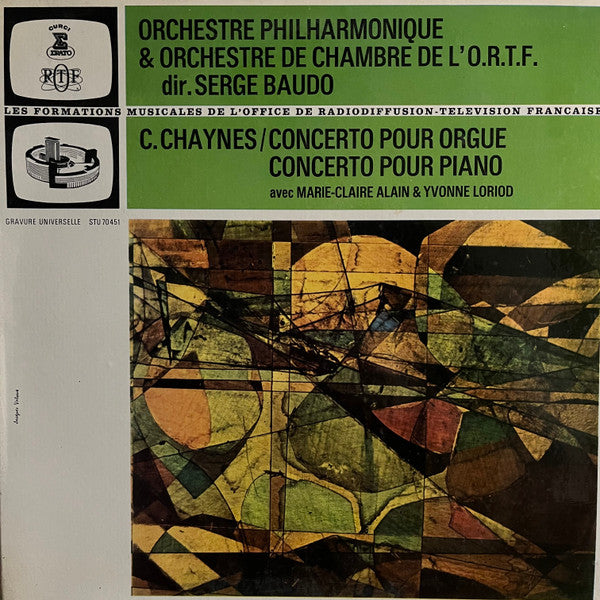 CURCI
ERATO
RTF
ORCHESTRE PHILHARMONIQUE
& ORCHESTRE DE CHAMBRE DE L'O.R.T.F.
dir. SERGE BAUDO
LES FORMATIONS MUSICALES DE L'OFFICE DE RADIODIFFUSION-TELEVISION FRANÇAISE
C. CHAYNES/CONCERTO POUR ORGUE
CONCERTO POUR PIANO
avec MARIE-CLAIRE ALAIN & YVONNE LORIOD
GRAVURE UNIVERSELLE STU 70451